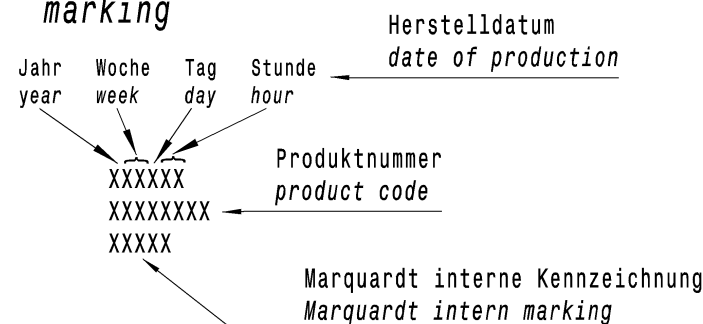 marking
Herstelldatum
date of production
Jahr Woche Tag Stunde
year week day hour
XXXXXX
Produktnummer
product code
XXXXXXXX
XXXXX
Marquardt interne Kennzeichnung
Marquardt intern marking